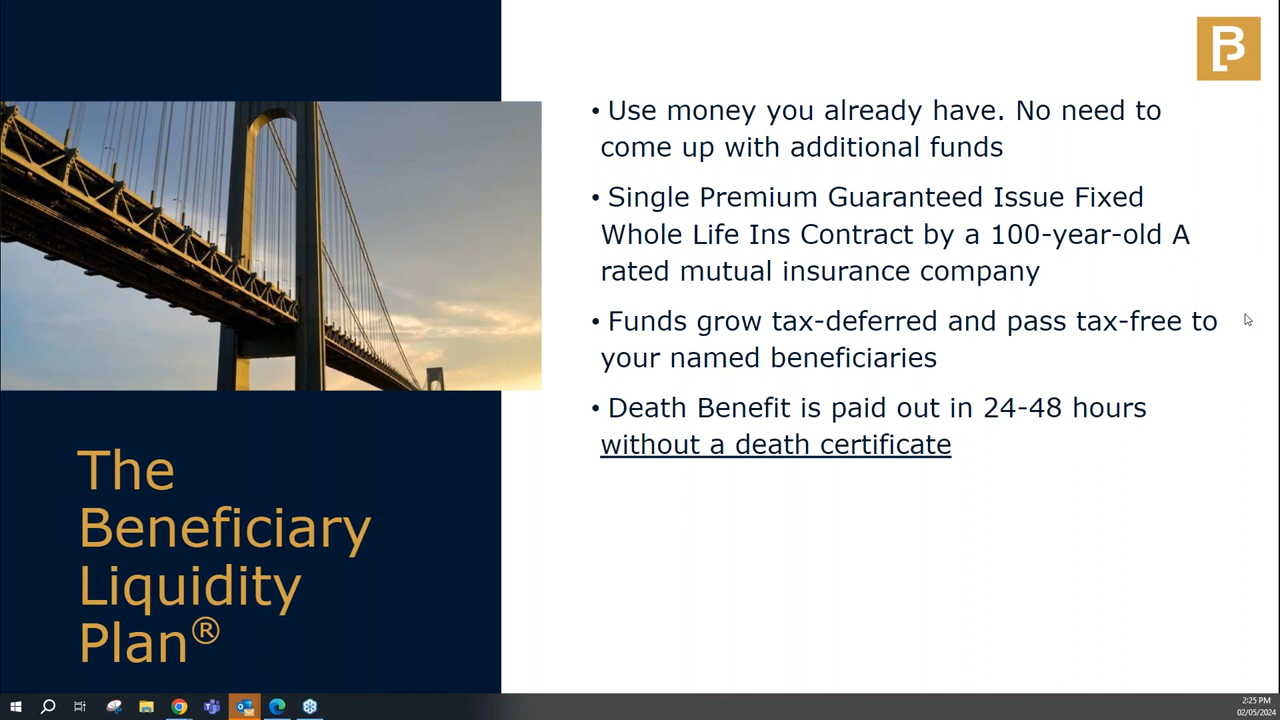 • Use money you already have. No need to
come up with additional funds
• Single Premium Guaranteed Issue Fixed
Whole Life Ins Contract by a 100-year-old A
rated mutual insurance company
• Funds grow tax-deferred and pass tax-free to
your named beneficiaries
• Death Benefit is paid out in 24-48 hours
without a death certificate
The
Beneficiary
Liquidity
Plan®
2:25 PM
02/05/2024